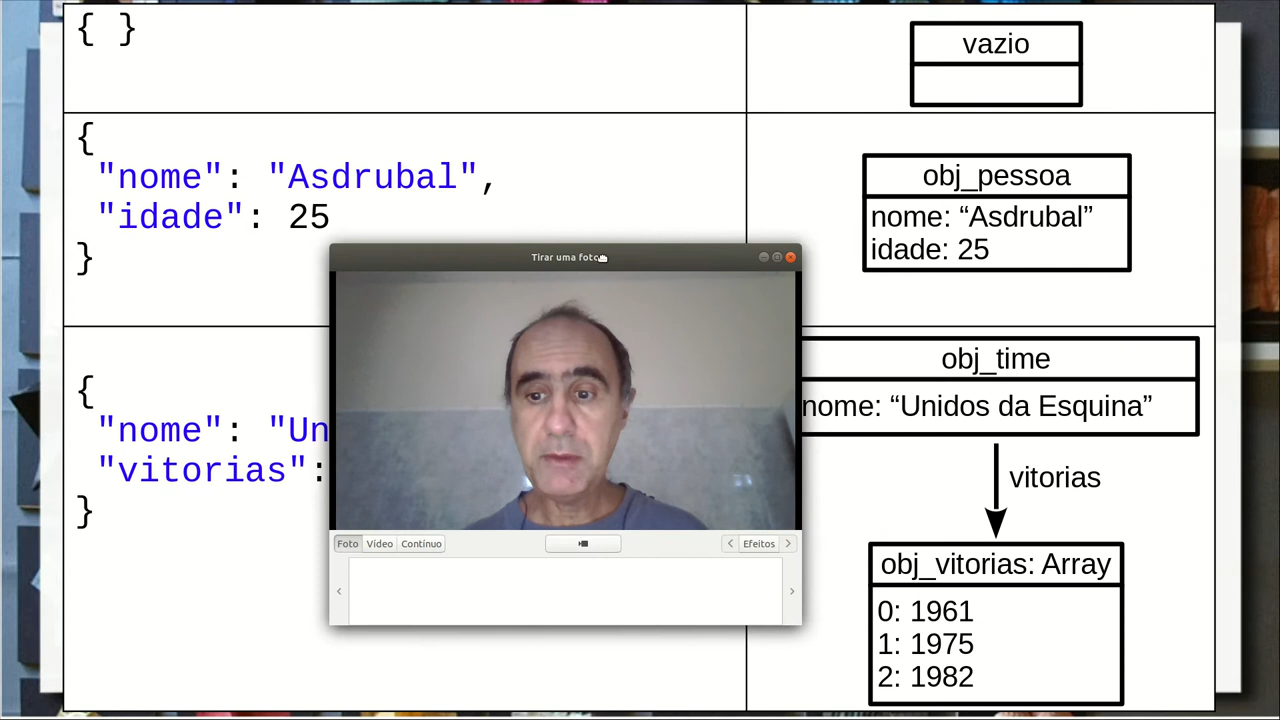 { }
vazio
{
"nome": "Asdrubal",
"idade": 25
}
obj_pessoa
nome: “Asdrubal”
idade: 25
Tirar uma foto
{
"nome": "Un
"vitorias":
}
obj_time
nome: “Unidos da Esquina”
vitorias
obj_vitorias: Array
0: 1961
1: 1975
2: 1982
Foto Vídeo Contínuo Efeitos